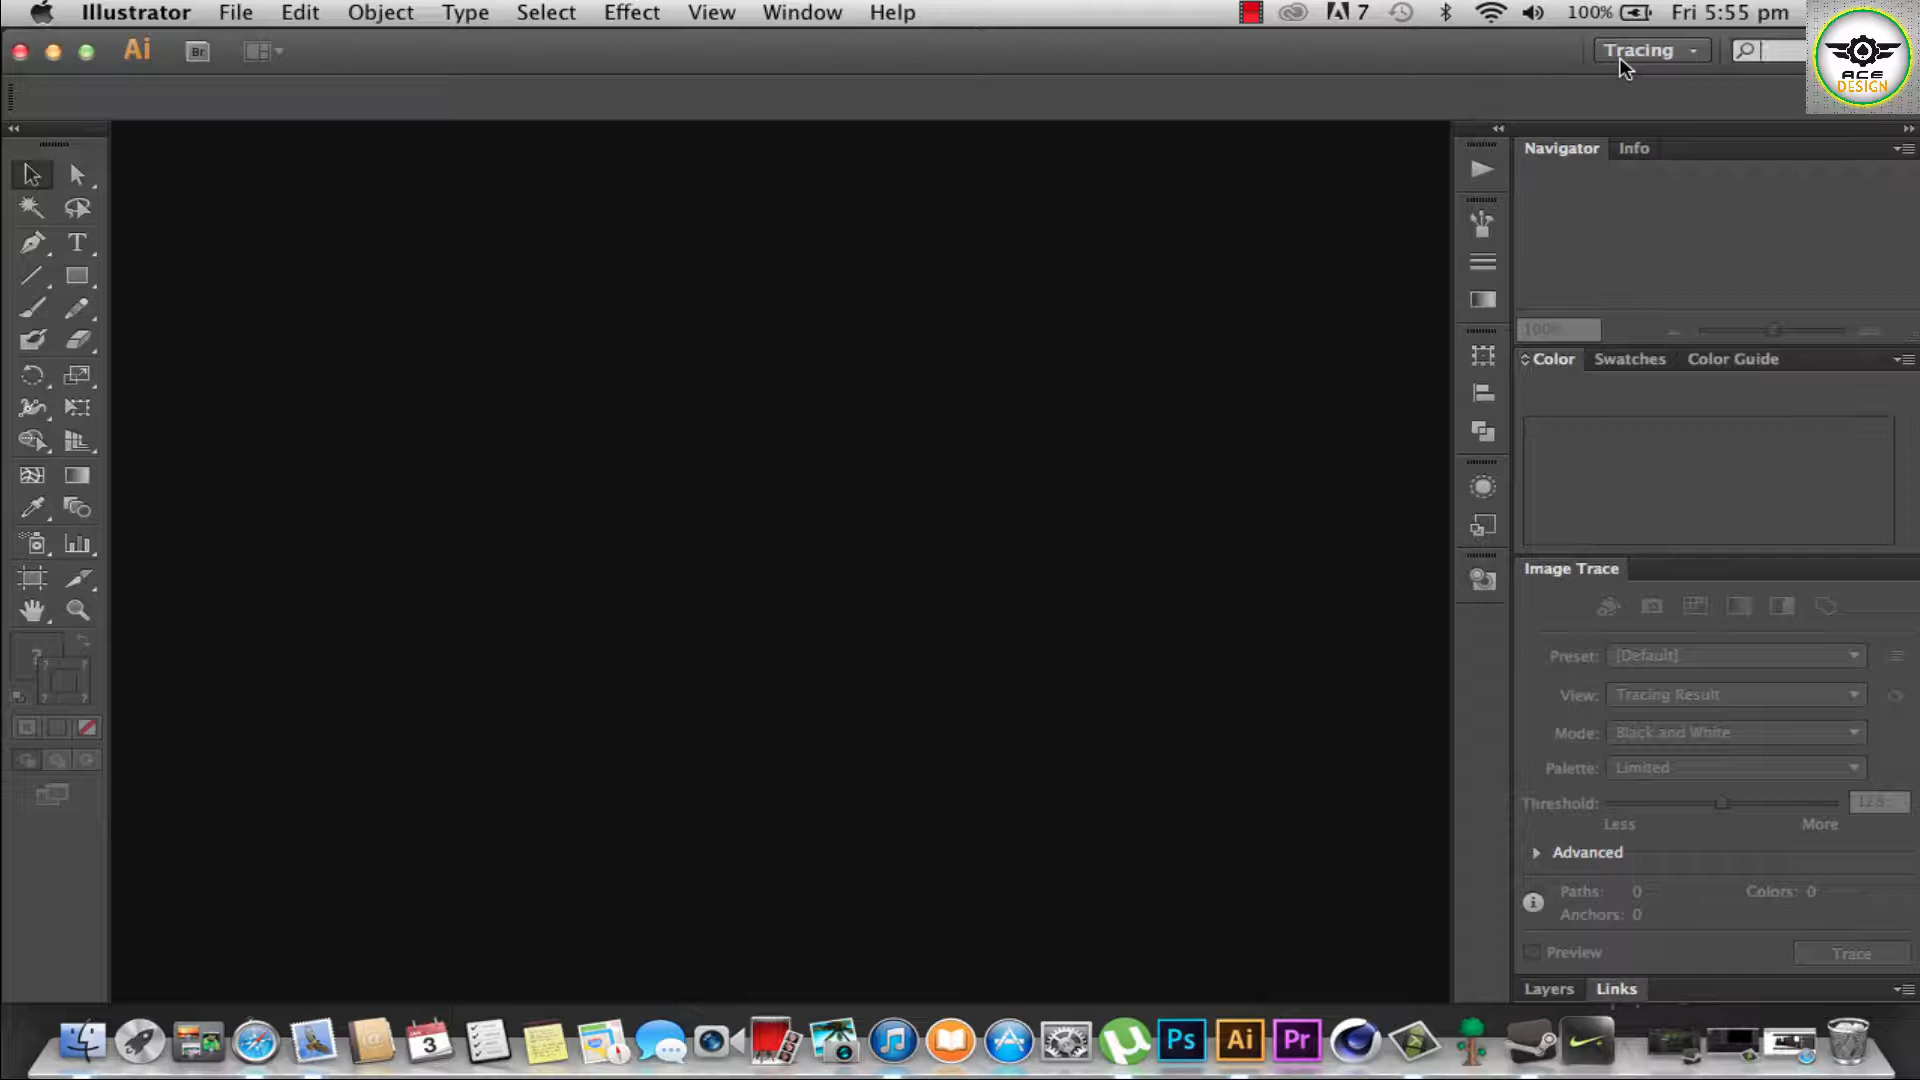 Illustrator File Edit Object Type Select Effect View Window Help 7 100% Fri 5:55 pm
Ai Br Tracing
ACE
DESIGN
Navigator Info
T
100%
Color Swatches Color Guide
Image Trace
Preset: [Default]
View: Tracing Result
Mode: Black and White
Palette: Limited
Threshold: 128
Less More
Advanced
Paths: 0 Colors: 0
Anchors: 0
Preview Trace
Layers Links
3 Ps Ai Pr